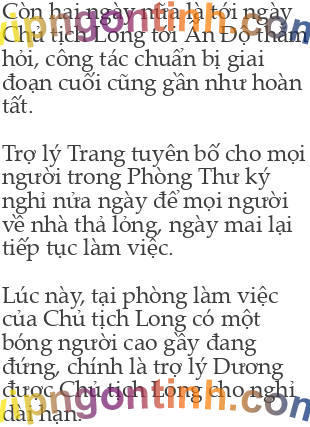 Còn hai ngày nữa là tới ngày
Chủ tịch Long tới Ấn Độ thăm
hỏi, công tác chuẩn bị giai
đoạn cuối cũng gần như hoàn
tất.
Trợ lý Trang tuyên bố cho mọi
người trong Phòng Thư ký
nghỉ nửa ngày để mọi người
về nhà thả lỏng, ngày mai lại
tiếp tục làm việc.
Lúc này, tại phòng làm việc
của Chủ tịch Long có một
bóng người cao gầy đang
đứng, chính là trợ lý Dương
được Chủ tịch Long cho nghỉ
dài hạn.
vipngontinh.com
vipngontinh.com